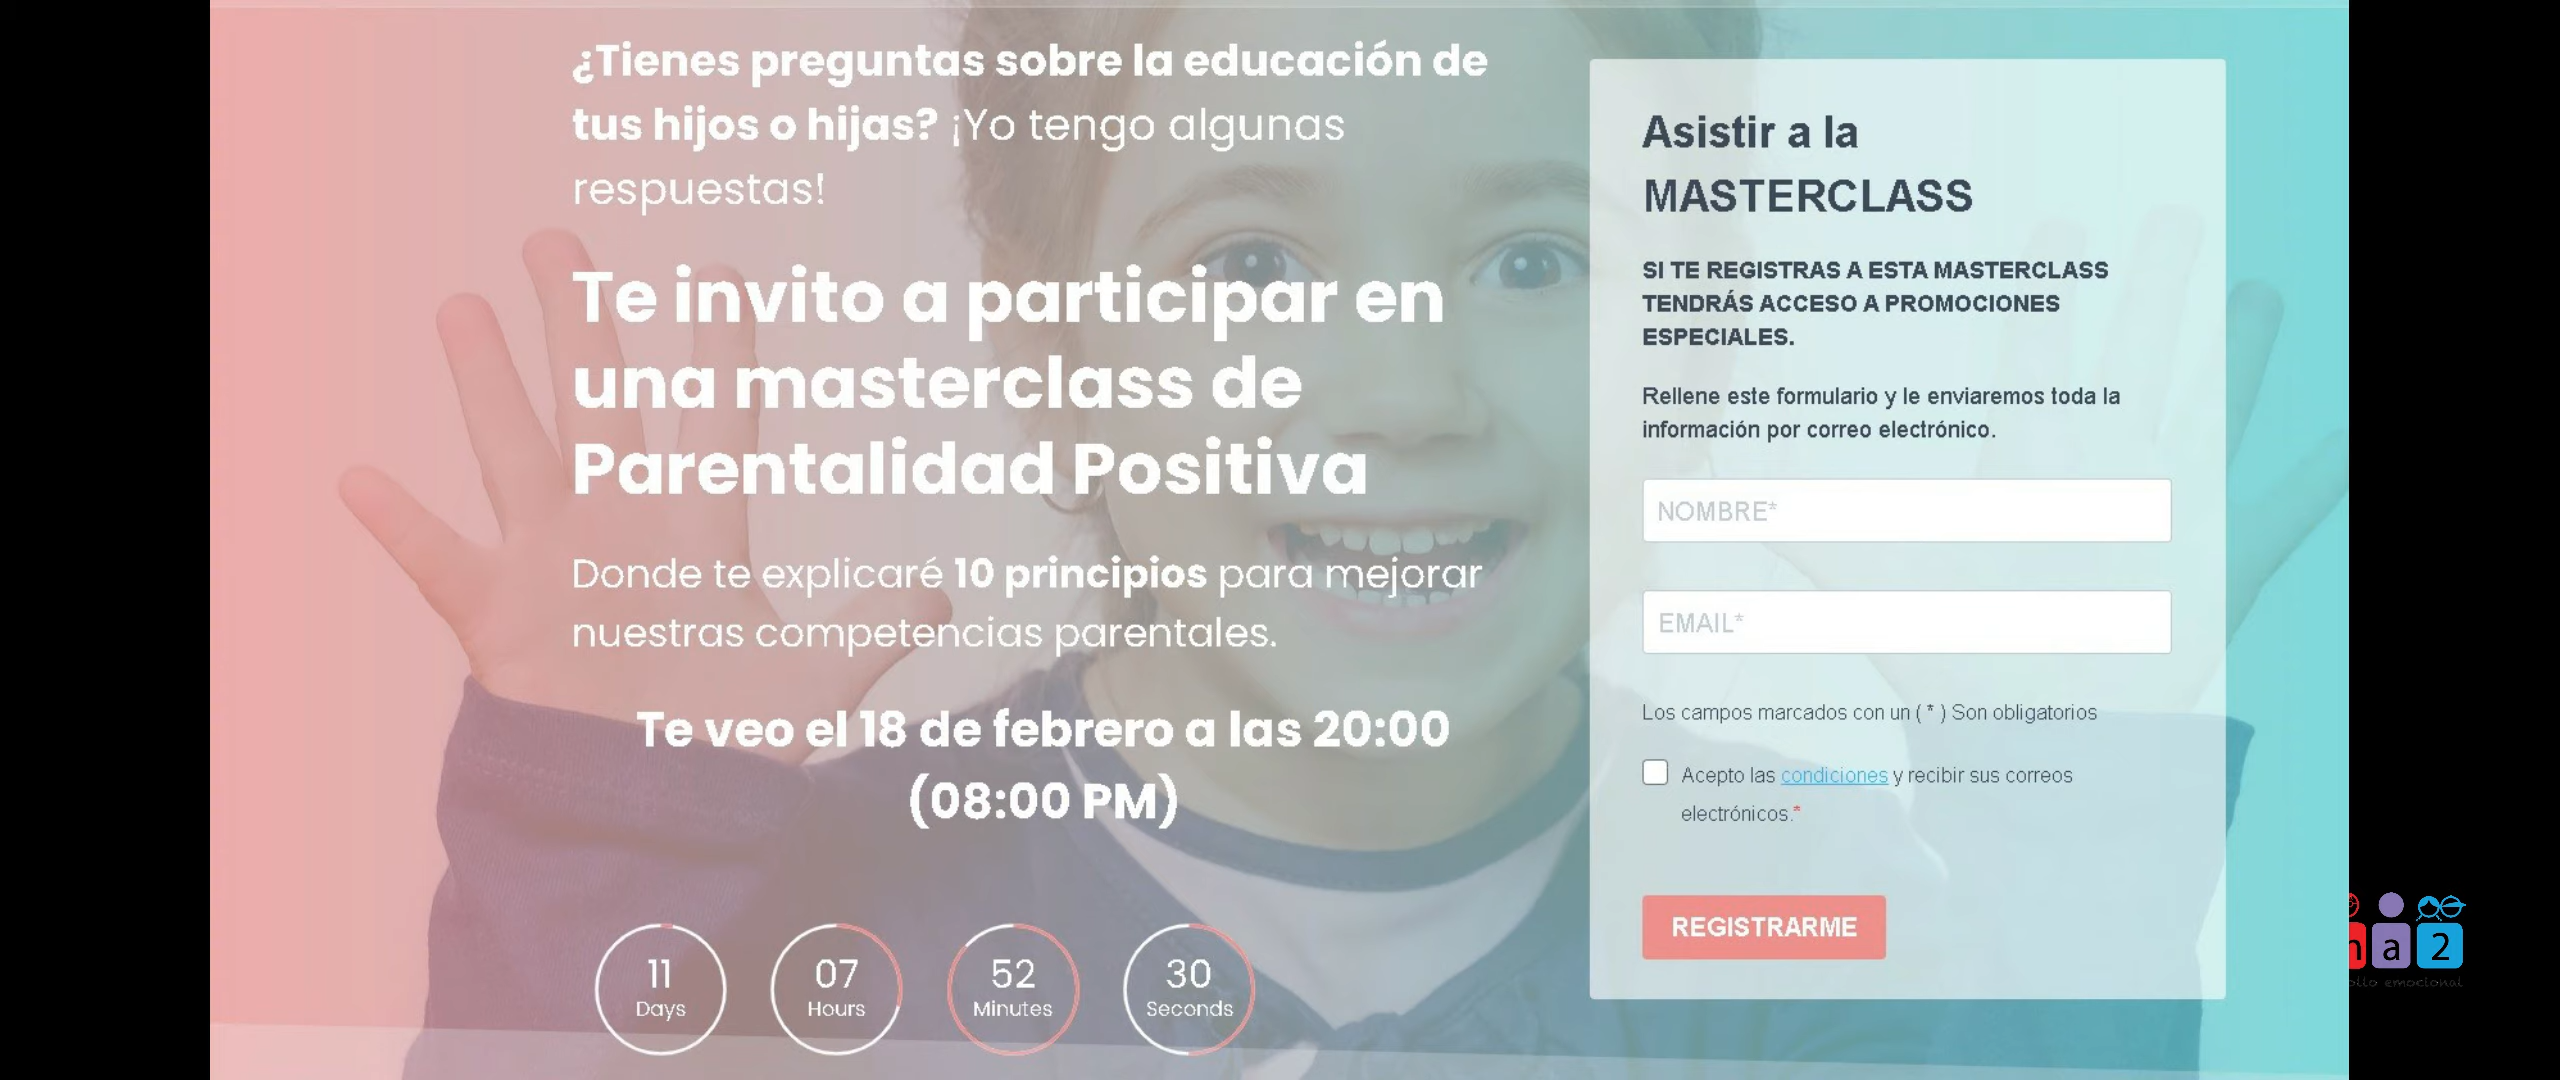 ¿Tienes preguntas sobre la educación de
tus hijos o hijas? ¡Yo tengo algunas
respuestas!
Te invito a participar en
una masterclass de
Parentalidad Positiva
Donde te explicaré 10 principios para mejorar
nuestras competencias parentales.
Te veo el 18 de febrero a las 20:00
(08:00 PM)
11
Days
07
Hours
52
Minutes
30
Seconds
Asistir a la
MASTERCLASS
SI TE REGISTRAS A ESTA MASTERCLASS
TENDRÁS ACCESO A PROMOCIONES
ESPECIALES.
Rellene este formulario y le enviaremos toda la
información por correo electrónico.
NOMBRE*
EMAIL*
Los campos marcados con un ( * ) Son obligatorios
Acepto las condiciones y recibir sus correos
electrónicos.*
REGISTRARME
a 2
emocional